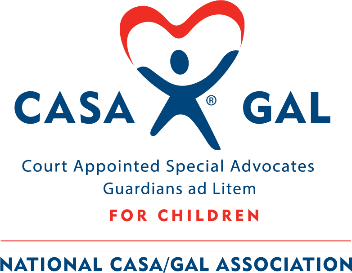 CASA ® GAL
Court Appointed Special Advocates
Guardians ad Litem
FOR CHILDREN
NATIONAL CASA/GAL ASSOCIATION